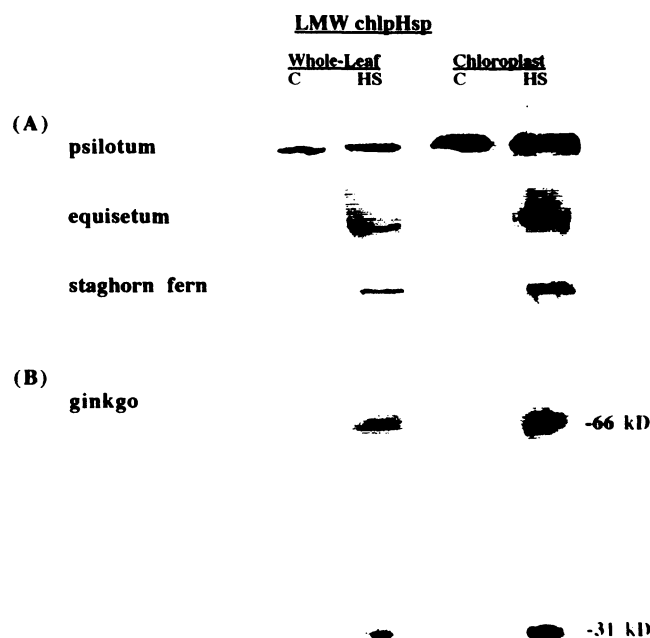 LMW chlpHsp
Whole-Leaf Chloroplast
C HS C HS
(A)
psilotum
equisetum
staghorn fern
(B)
ginkgo
-66 kD
-31 kD